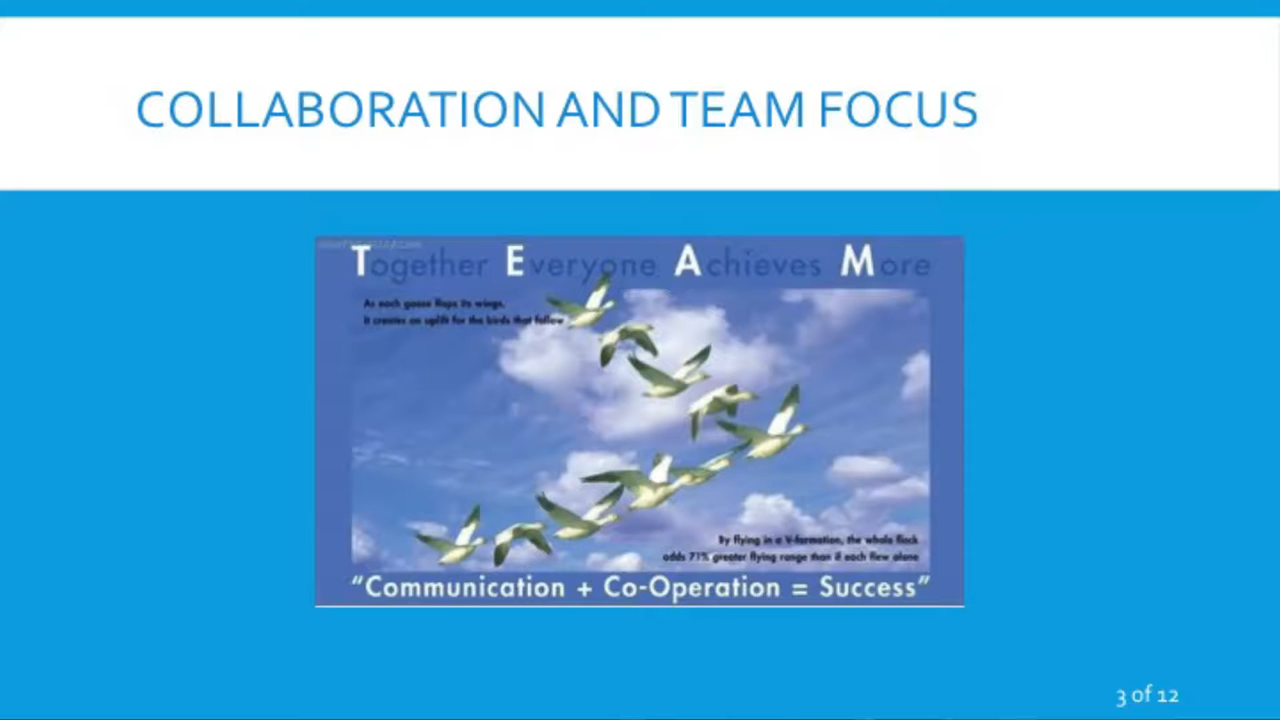 COLLABORATION AND TEAM FOCUS
Together Everyone Achieves More
As each goose flaps its wings,
it creates an uplift for the birds that follow
By flying in a V-formation, the whole flock
adds 71% greater flying range than if each flew alone
“Communication + Co-Operation = Success”
3 of 12